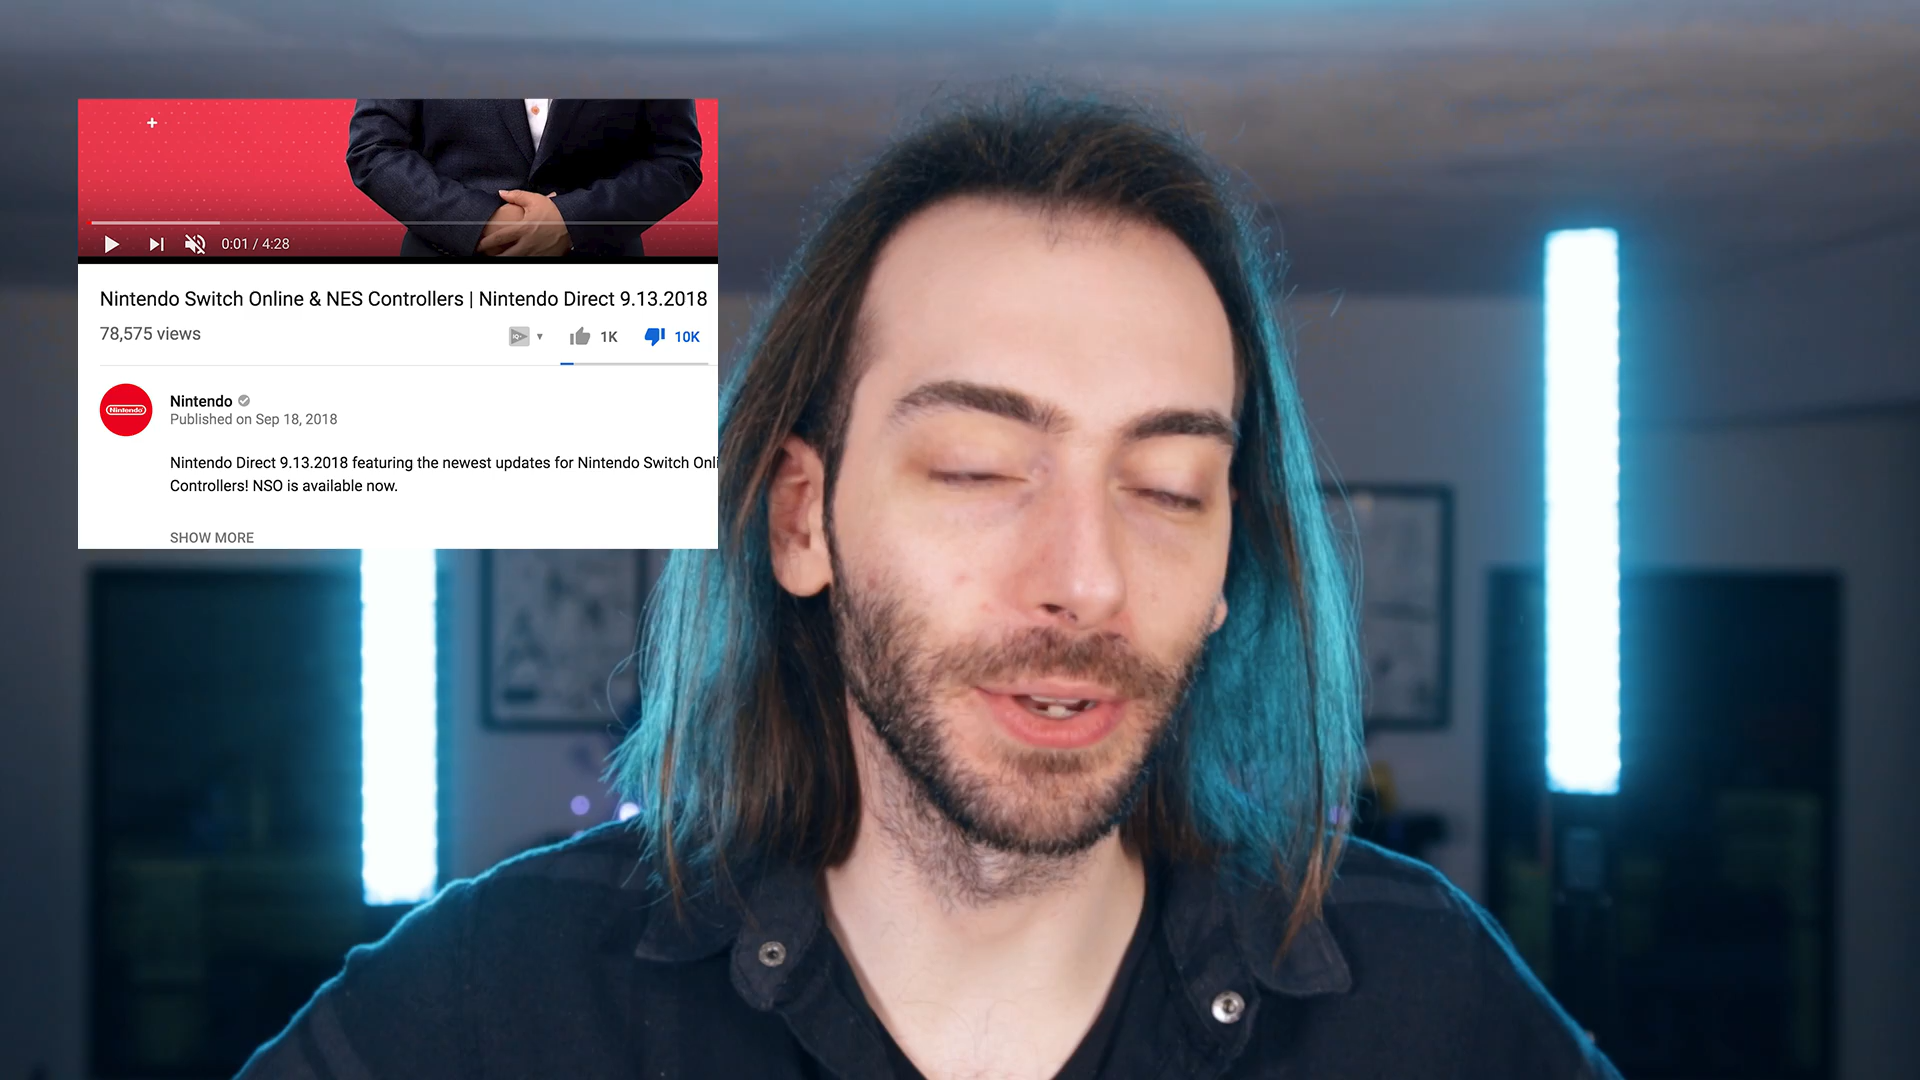 0:01 / 4:28
Nintendo Switch Online & NES Controllers | Nintendo Direct 9.13.2018
78,575 views
1K
10K
Nintendo
Nintendo
Published on Sep 18, 2018
Nintendo Direct 9.13.2018 featuring the newest updates for Nintendo Switch Onli
Controllers! NSO is available now.
SHOW MORE